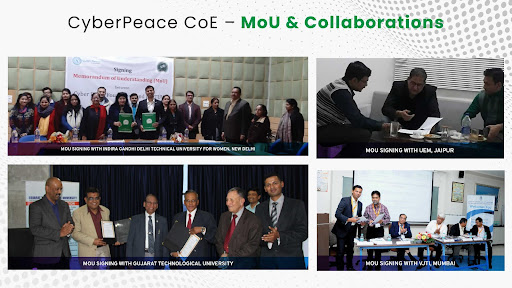 CyberPeace CoE – MoU & Collaborations
Signing
Memorandum of Understanding (MoU)
between
MOU SIGNING WITH INDIRA GANDHI DELHI TECHNICAL UNIVERSITY FOR WOMEN, NEW DELHI
MOU SIGNING WITH UEM, JAIPUR
MOU SIGNING WITH GUJARAT TECHNOLOGICAL UNIVERSITY
MOU SIGNING WITH VJTI, MUMBAI